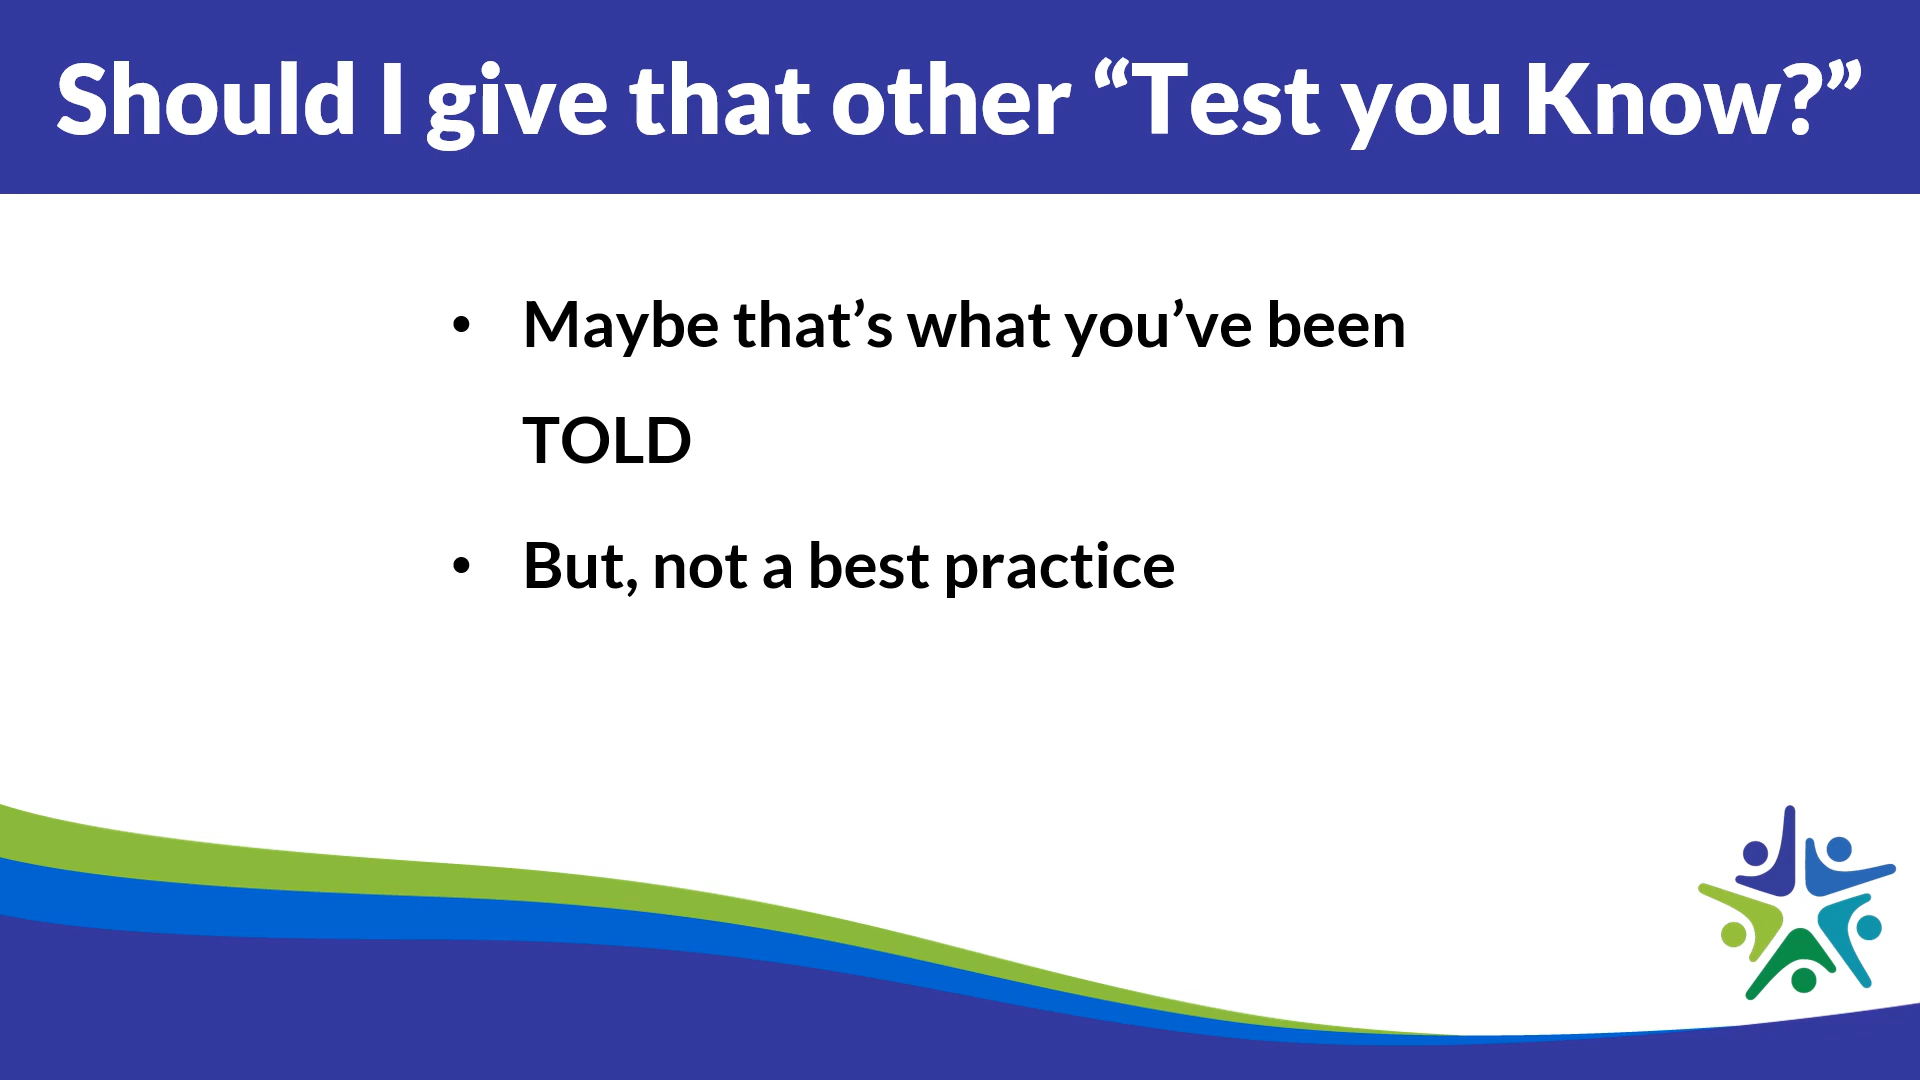 Should I give that other “Test you Know?”
• Maybe that’s what you’ve been
TOLD
• But, not a best practice